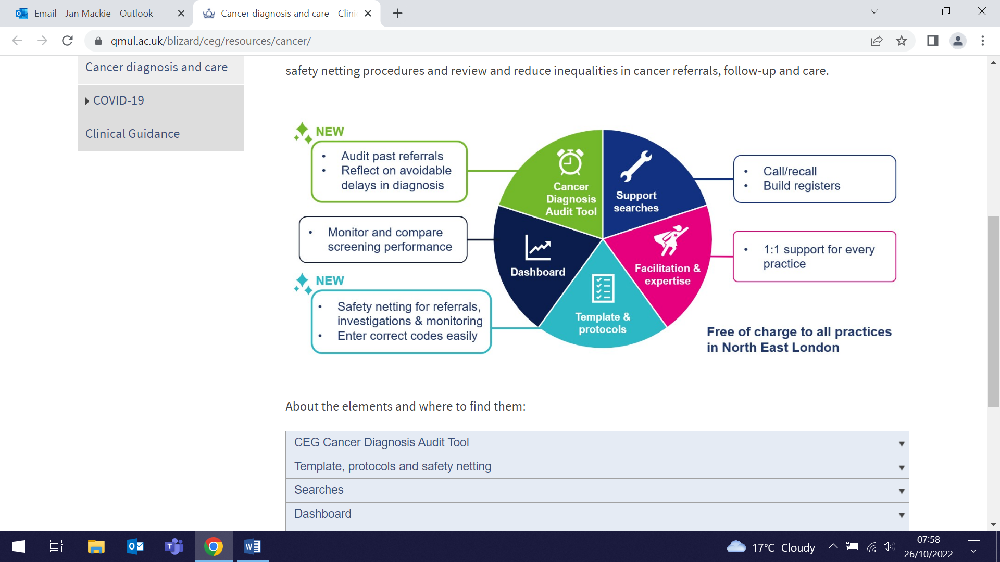 Email - Jan Mackie - Outlook
Cancer diagnosis and care - Clini
qmul.ac.uk/blizard/ceg/resources/cancer/
Cancer diagnosis and care
COVID-19
Clinical Guidance
safety netting procedures and review and reduce inequalities in cancer referrals, follow-up and care.
NEW
• Audit past referrals
• Reflect on avoidable
delays in diagnosis
• Monitor and compare
screening performance
NEW
• Safety netting for referrals,
investigations & monitoring
• Enter correct codes easily
Cancer
Diagnosis
Audit Tool
Support
searches
Dashboard
Facilitation &
expertise
Template &
protocols
• Call/recall
• Build registers
• 1:1 support for every
practice
Free of charge to all practices
in North East London
About the elements and where to find them:
CEG Cancer Diagnosis Audit Tool
Template, protocols and safety netting
Searches
Dashboard
17°C Cloudy
07:58
26/10/2022